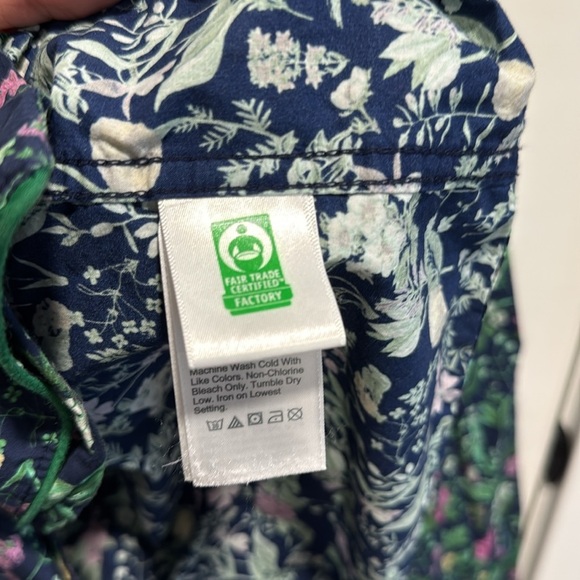 FAIR TRADE
CERTIFIED™
FACTORY
Machine Wash Cold With
Like Colors. Non-Chlorine
Bleach Only. Tumble Dry
Low. Iron on Lowest
Setting.